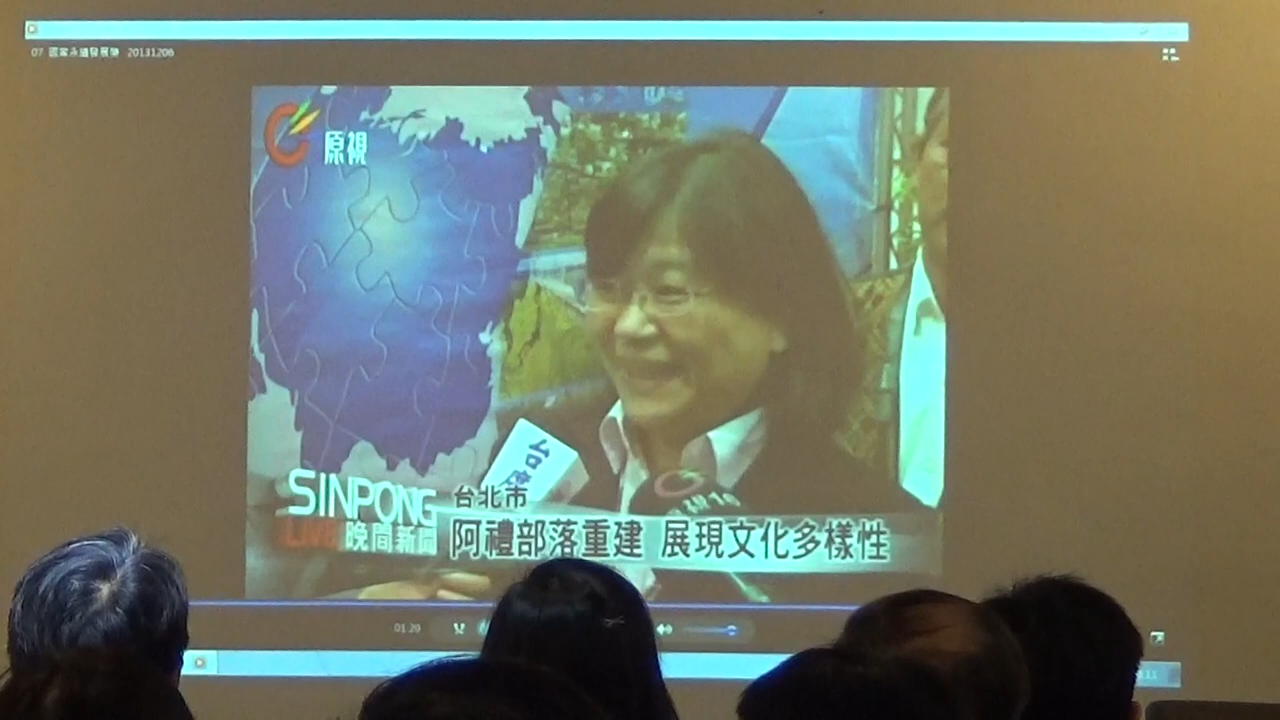 07 國家永續發展獎 20131206
原視
台
SINPONG
台北市
LIVE 晚間新聞
阿禮部落重建 展現文化多樣性
01:20